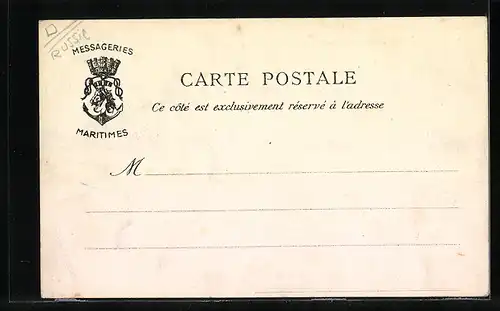 RUSSIE
MESSAGERIES
MARITIMES
CARTE POSTALE
Ce côté est exclusivement réservé à l'adresse
M